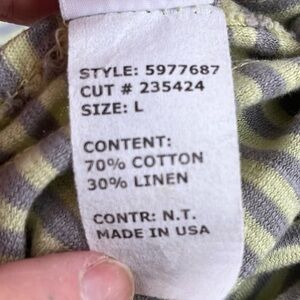 STYLE: 5977687
CUT # 235424
SIZE: L
CONTENT:
70% COTTON
30% LINEN
CONTR: N.T.
MADE IN USA